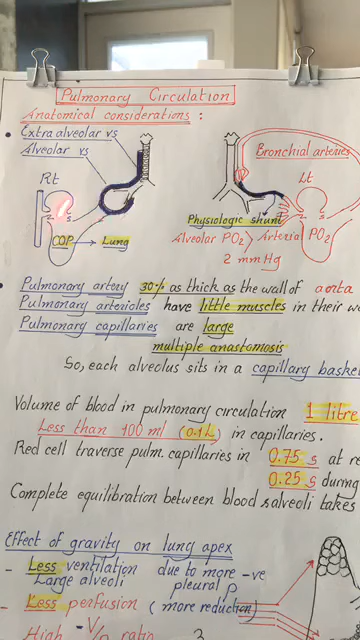 Pulmonary Circulation
Anatomical considerations :
• Extra alveolar vs
Alveolar vs
Rt
COP → Lung
Bronchial arteries
Lt
Physiologic shunt
Alveolar PO2 > Arterial PO2
2 mmHg
• Pulmonary artery 30% as thick as the wall of aorta
Pulmonary arterioles have little muscles in their
Pulmonary capillaries are large
multiple anastomosis
So, each alveolus sits in a capillary basket
Volume of blood in pulmonary circulation 1 litre
Less than 100 ml (0.1 L) in capillaries.
Red cell traverse pulm. capillaries in 0.75 s at
0.25 s during
Complete equilibration between blood & alveoli takes
Effect of gravity on lung apex
- Less ventilation due to more -ve
Large alveoli pleural P
- Less perfusion (more reduction)
High V/Q ratio 3